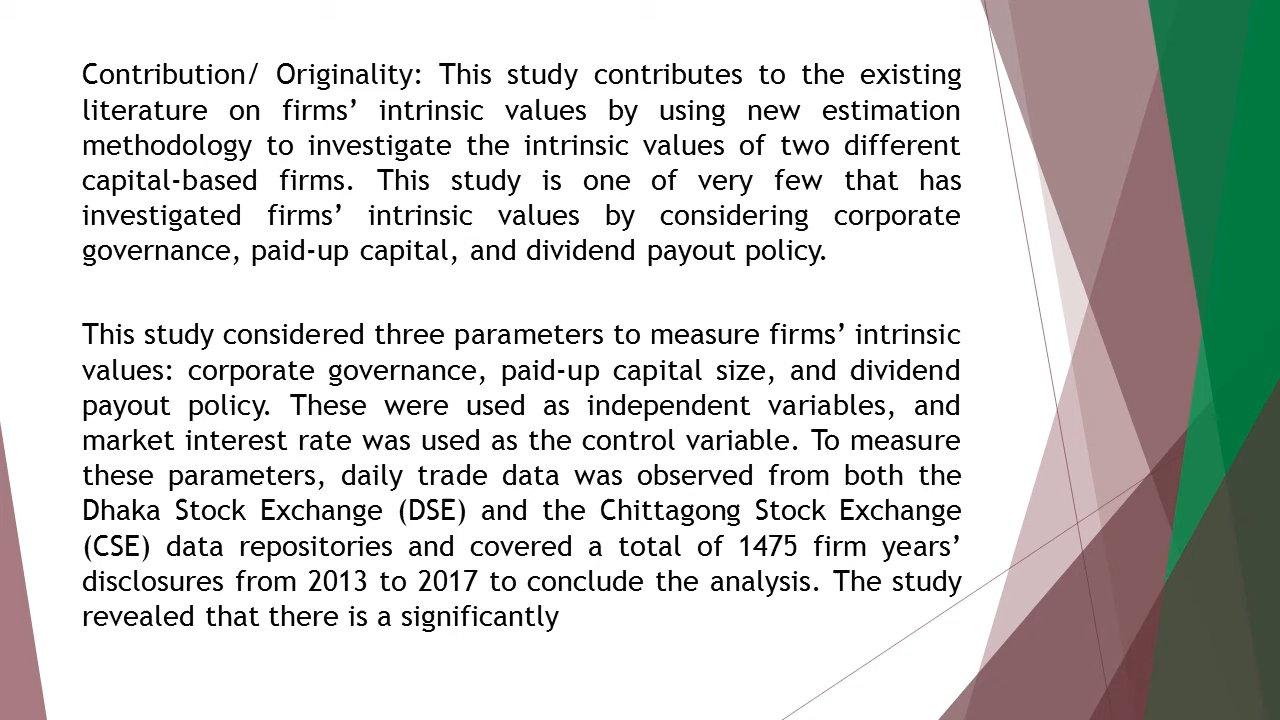 Contribution/ Originality: This study contributes to the existing
literature on firms’ intrinsic values by using new estimation
methodology to investigate the intrinsic values of two different
capital-based firms. This study is one of very few that has
investigated firms’ intrinsic values by considering corporate
governance, paid-up capital, and dividend payout policy.
This study considered three parameters to measure firms’ intrinsic
values: corporate governance, paid-up capital size, and dividend
payout policy. These were used as independent variables, and
market interest rate was used as the control variable. To measure
these parameters, daily trade data was observed from both the
Dhaka Stock Exchange (DSE) and the Chittagong Stock Exchange
(CSE) data repositories and covered a total of 1475 firm years’
disclosures from 2013 to 2017 to conclude the analysis. The study
revealed that there is a significantly